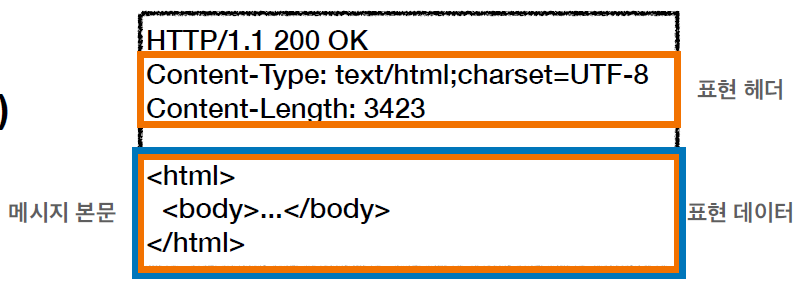 HTTP/1.1 200 OK
Content-Type: text/html;charset=UTF-8
표현 헤더
Content-Length: 3423
)
<html>
메시지 본문
<body>...</body>
표현 데이터
</html>